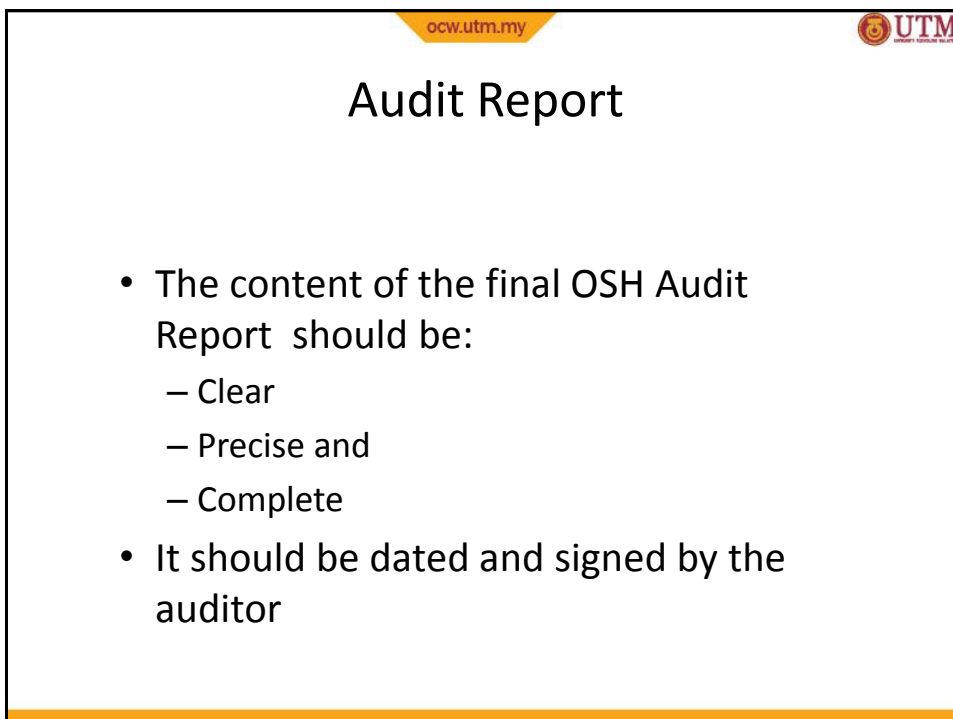 ocw.utm.my
UTM
Audit Report
• The content of the final OSH Audit
Report  should be:
– Clear
– Precise and
– Complete
• It should be dated and signed by the
auditor